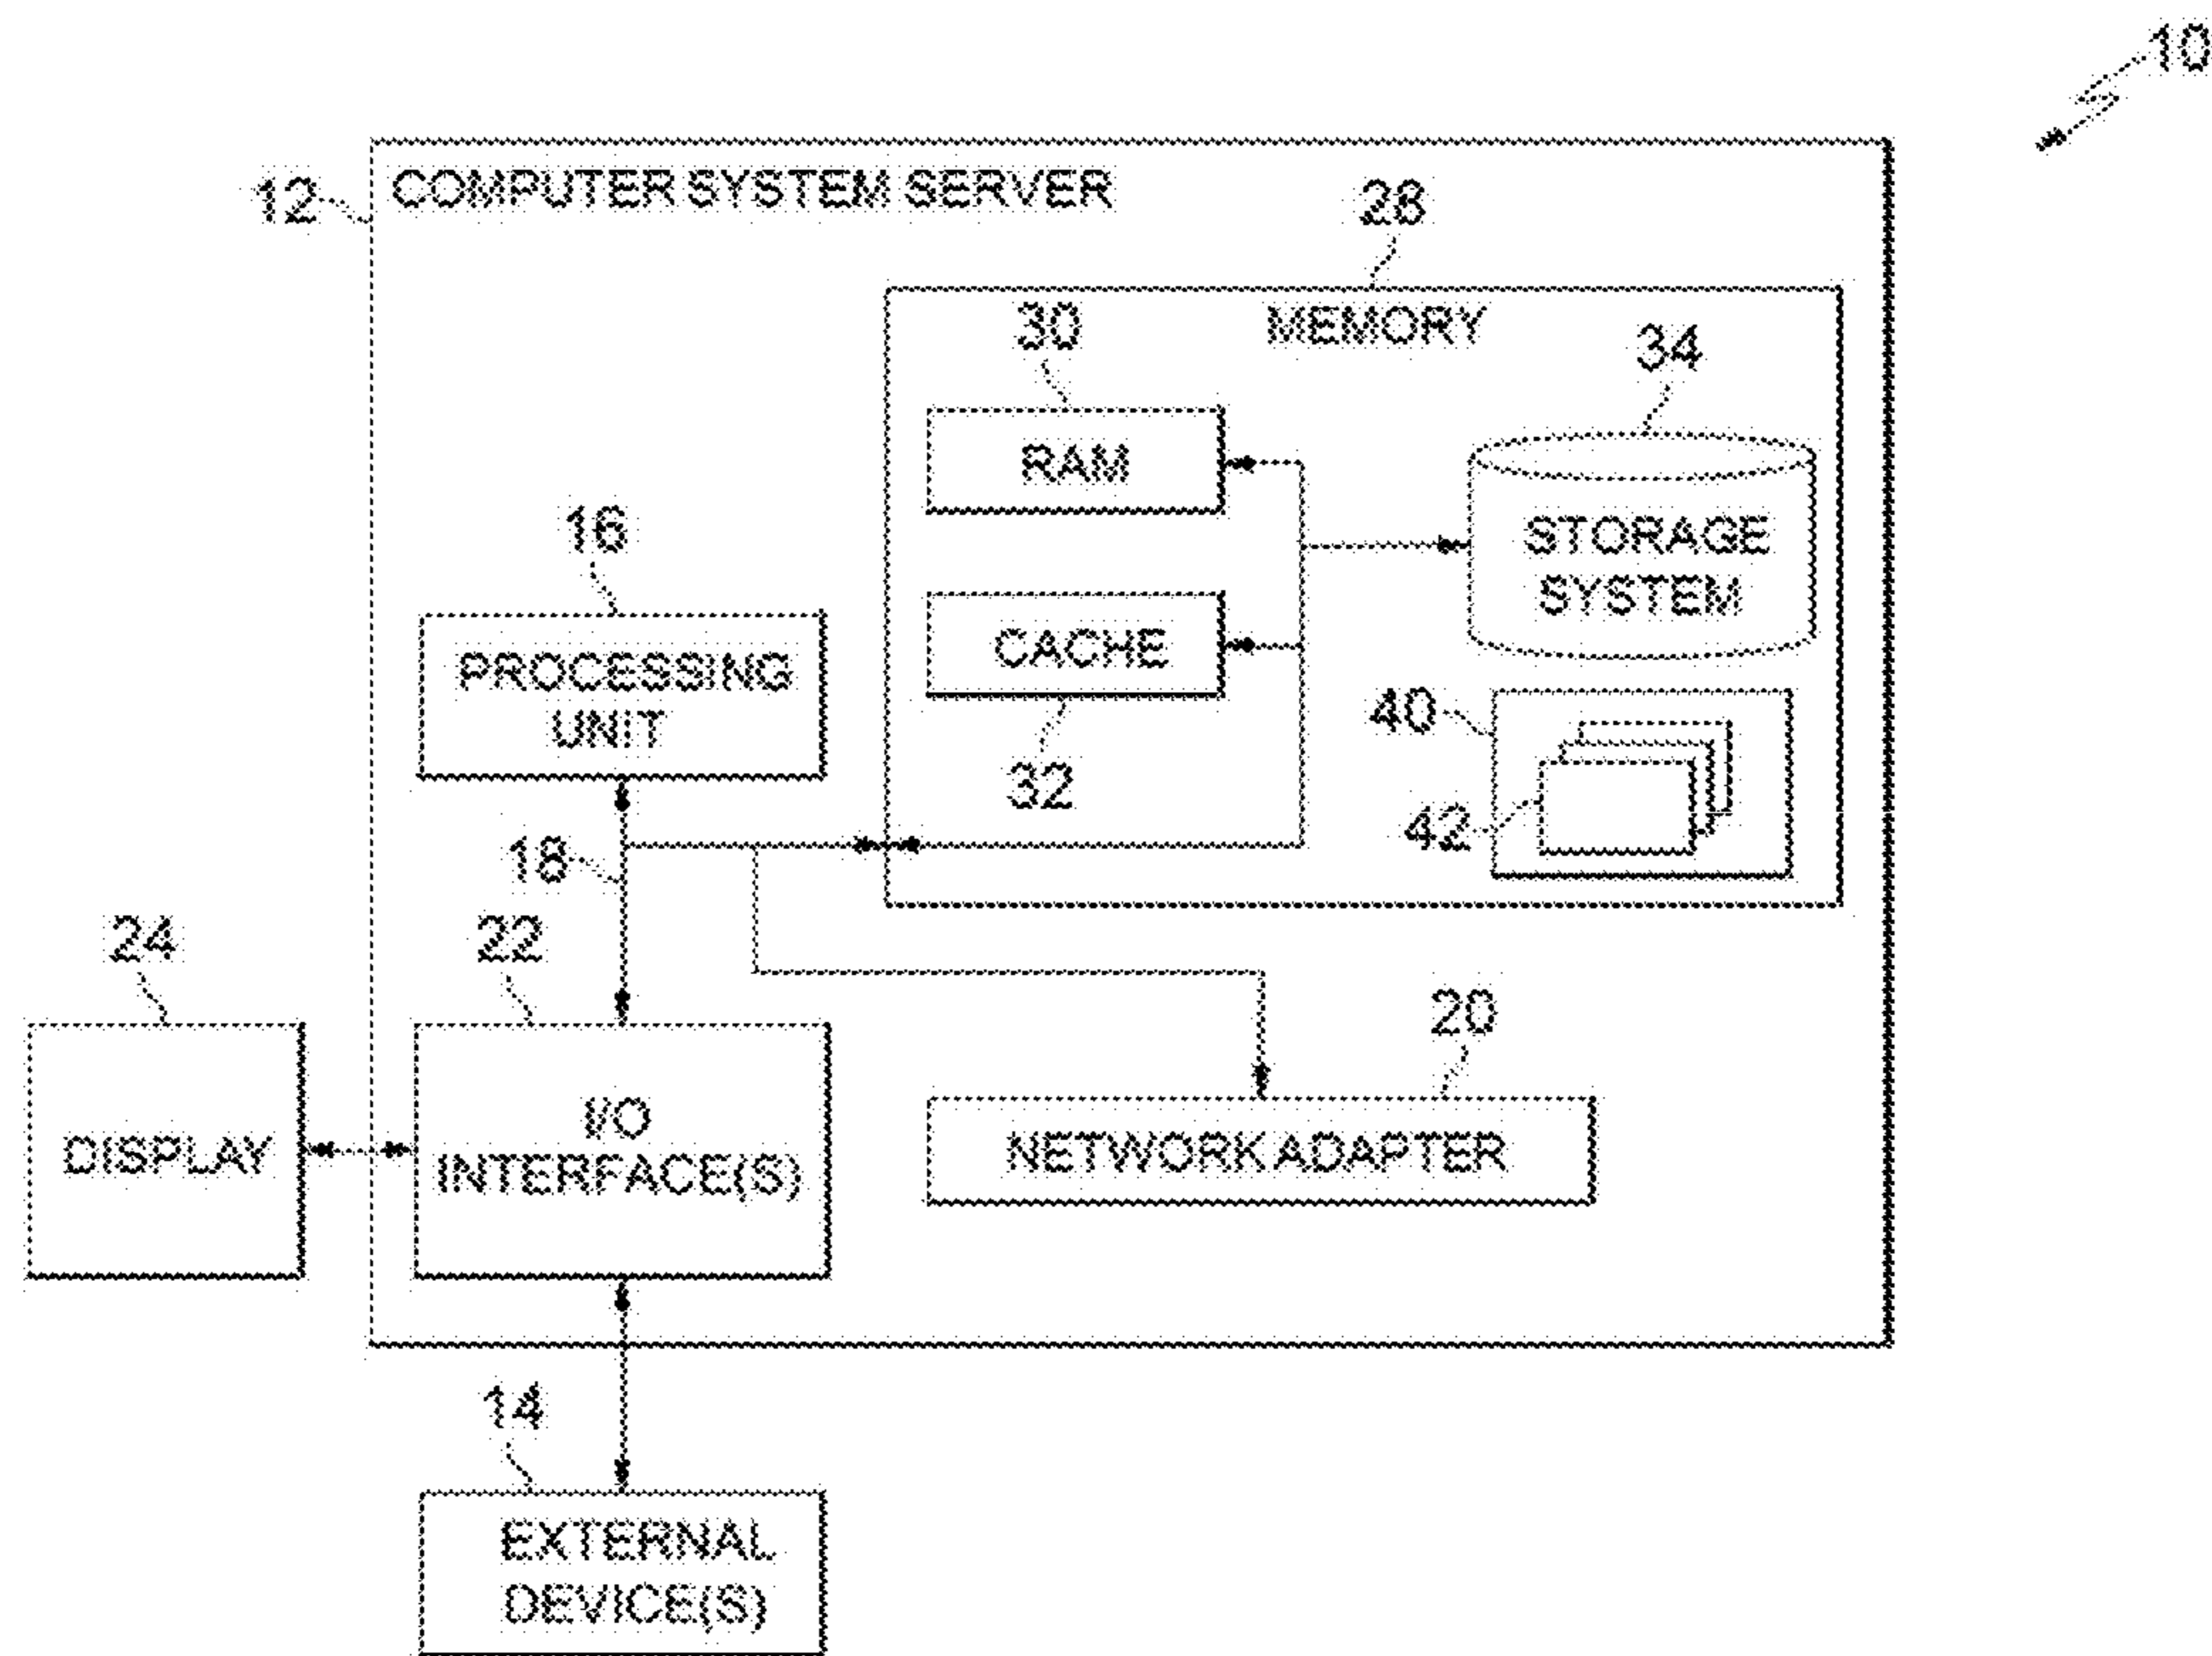 10
12
COMPUTER SYSTEM SERVER
28
MEMORY
30
34
RAM
STORAGE
SYSTEM
16
PROCESSING
UNIT
CACHE
32
40
42
18
24
22
20
DISPLAY
I/O
INTERFACE(S)
NETWORK ADAPTER
14
EXTERNAL
DEVICE(S)